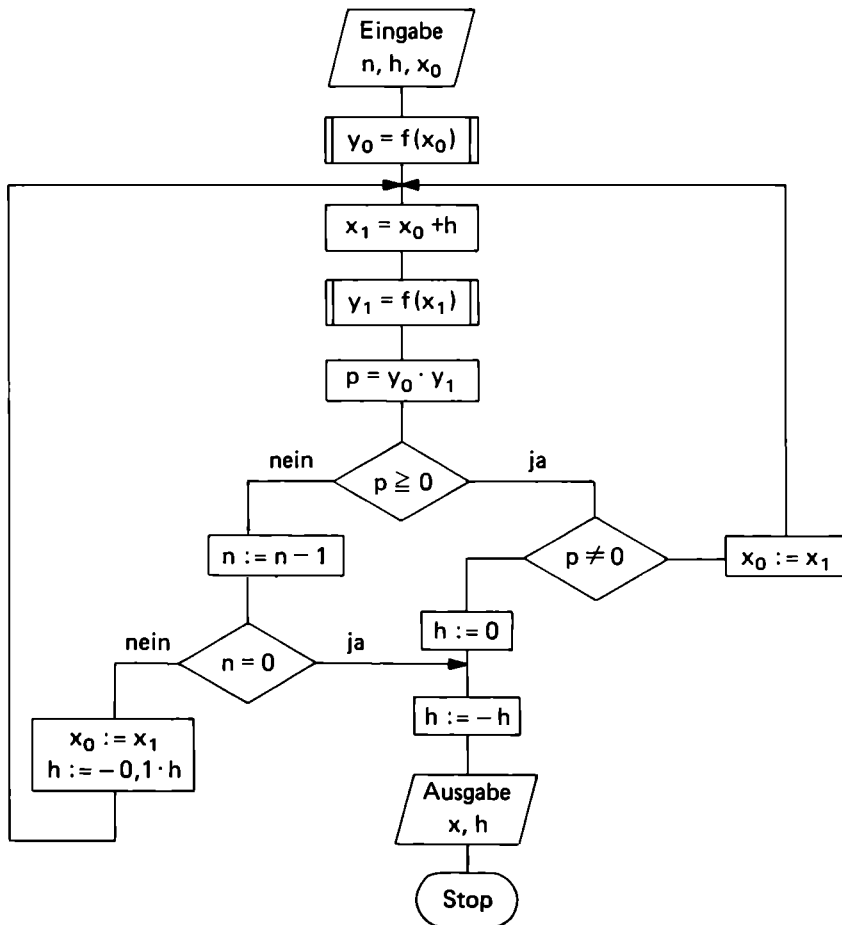 Eingabe
n, h, x₀
y₀ = f(x₀)
x₁ = x₀ + h
y₁ = f(x₁)
p = y₀ · y₁
nein
p ≧ 0
ja
n := n − 1
p ≠ 0
x₀ := x₁
h := 0
nein
n = 0
ja
h := − h
x₀ := x₁
h := − 0,1 · h
Ausgabe
x, h
Stop